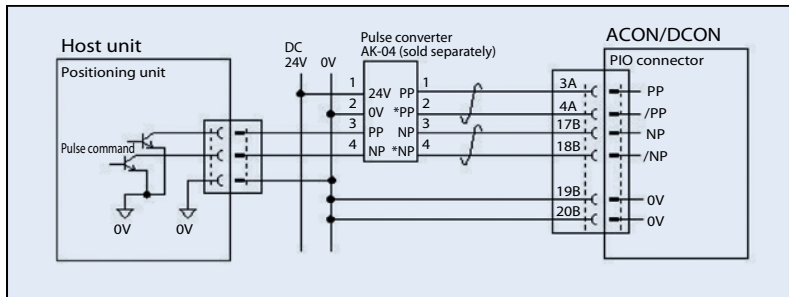 Host unit
Positioning unit
Pulse command
0V
0V
DC
24V 0V
Pulse converter
AK-04 (sold separately)
1 24V PP 1
2 0V *PP 2
3 PP NP 3
4 NP *NP 4
ACON/DCON
PIO connector
3A PP
4A /PP
17B NP
18B /NP
19B 0V
20B 0V